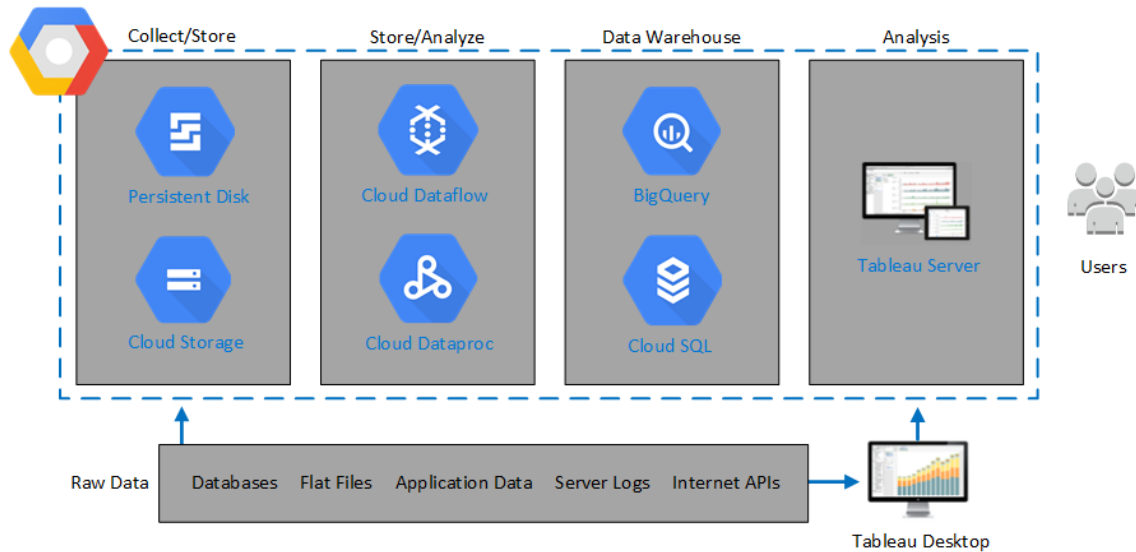 Collect/Store
Store/Analyze
Data Warehouse
Analysis
Persistent Disk
Cloud Dataflow
BigQuery
Tableau Server
Cloud Storage
Cloud Dataproc
Cloud SQL
Users
Raw Data
Databases
Flat Files
Application Data
Server Logs
Internet APIs
Tableau Desktop